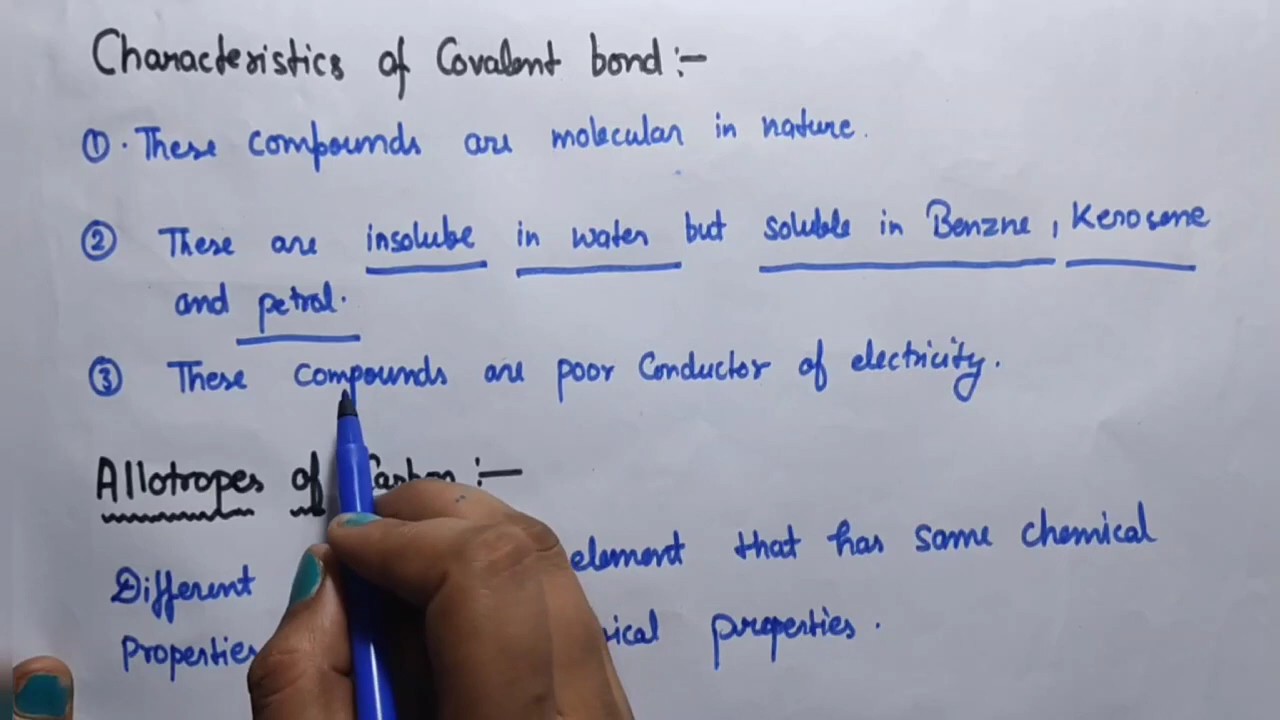 Characteristics of Covalent bond :-
① · These compounds are molecular in nature.
② These are insolube in water but soluble in Benzne , Kerosene
and petral.
③ These compounds are poor Conductor of electricity.
Allotropes of :-
Different element that has same chemical
Properties properties .